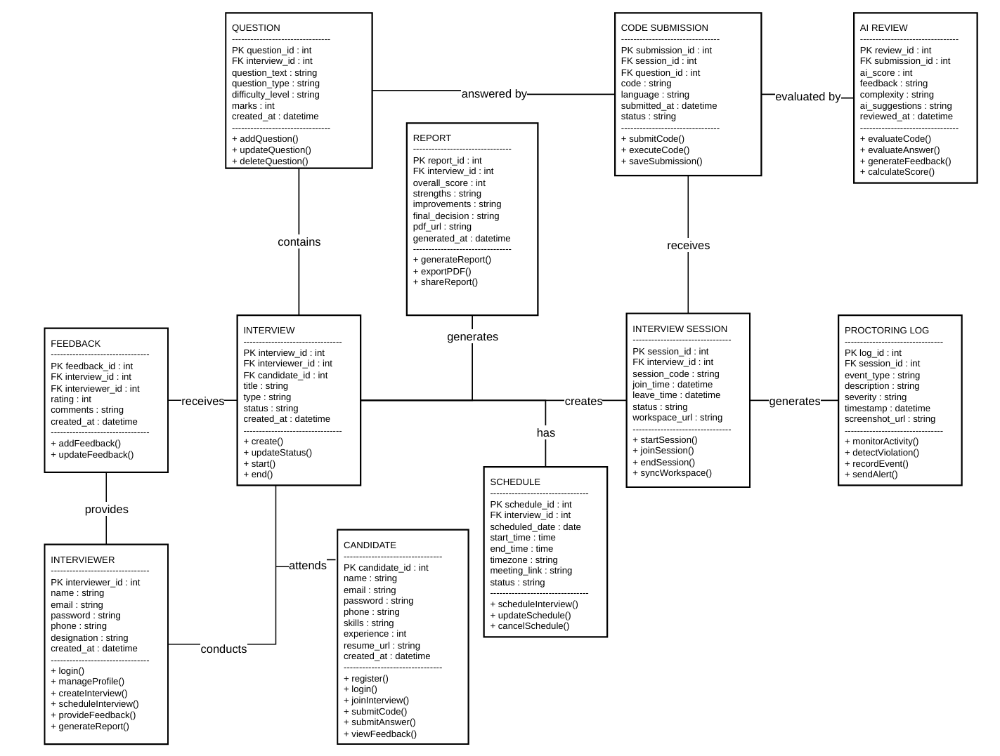 QUESTION
--------------------------------
PK question_id : int
FK interview_id : int
question_text : string
question_type : string
difficulty_level : string
marks : int
created_at : datetime
--------------------------------
+ addQuestion()
+ updateQuestion()
+ deleteQuestion()
answered by
CODE SUBMISSION
--------------------------------
PK submission_id : int
FK session_id : int
FK question_id : int
code : string
language : string
submitted_at : datetime
status : string
--------------------------------
+ submitCode()
+ executeCode()
+ saveSubmission()
evaluated by
AI REVIEW
--------------------------------
PK review_id : int
FK submission_id : int
ai_score : int
feedback : string
complexity : string
ai_suggestions : string
reviewed_at : datetime
--------------------------------
+ evaluateCode()
+ evaluateAnswer()
+ generateFeedback()
+ calculateScore()
REPORT
--------------------------------
PK report_id : int
FK interview_id : int
overall_score : int
strengths : string
improvements : string
final_decision : string
pdf_url : string
generated_at : datetime
--------------------------------
+ generateReport()
+ exportPDF()
+ shareReport()
contains
receives
generates
FEEDBACK
--------------------------------
PK feedback_id : int
FK interview_id : int
FK interviewer_id : int
rating : int
comments : string
created_at : datetime
--------------------------------
+ addFeedback()
+ updateFeedback()
receives
INTERVIEW
--------------------------------
PK interview_id : int
FK interviewer_id : int
FK candidate_id : int
title : string
type : string
status : string
created_at : datetime
--------------------------------
+ create()
+ updateStatus()
+ start()
+ end()
creates
INTERVIEW SESSION
--------------------------------
PK session_id : int
FK interview_id : int
session_code : string
join_time : datetime
leave_time : datetime
status : string
workspace_url : string
--------------------------------
+ startSession()
+ joinSession()
+ endSession()
+ syncWorkspace()
generates
PROCTORING LOG
--------------------------------
PK log_id : int
FK session_id : int
event_type : string
description : string
severity : string
timestamp : datetime
screenshot_url : string
--------------------------------
+ monitorActivity()
+ detectViolation()
+ recordEvent()
+ sendAlert()
has
SCHEDULE
--------------------------------
PK schedule_id : int
FK interview_id : int
scheduled_date : date
start_time : time
end_time : time
timezone : string
meeting_link : string
status : string
--------------------------------
+ scheduleInterview()
+ updateSchedule()
+ cancelSchedule()
provides
INTERVIEWER
--------------------------------
PK interviewer_id : int
name : string
email : string
password : string
phone : string
designation : string
created_at : datetime
--------------------------------
+ login()
+ manageProfile()
+ createInterview()
+ scheduleInterview()
+ provideFeedback()
+ generateReport()
attends
conducts
CANDIDATE
--------------------------------
PK candidate_id : int
name : string
email : string
password : string
phone : string
skills : string
experience : int
resume_url : string
created_at : datetime
--------------------------------
+ register()
+ login()
+ joinInterview()
+ submitCode()
+ submitAnswer()
+ viewFeedback()